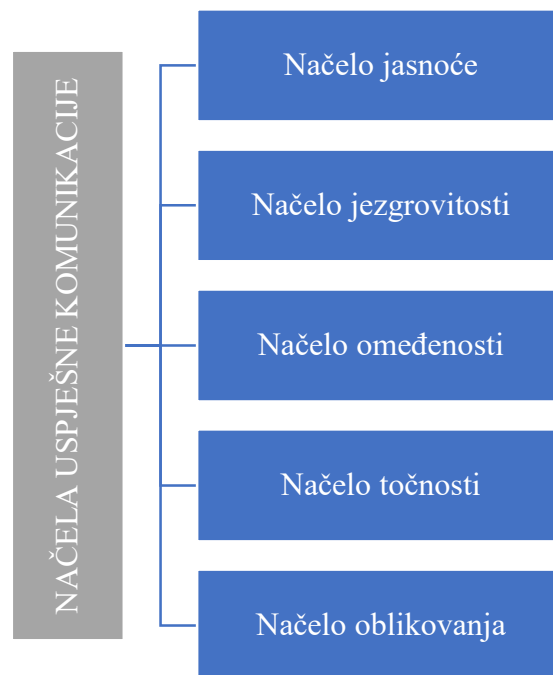 NAČELA USPJEŠNE KOMUNIKACIJE
Načelo jasnoće
Načelo jezgrovitosti
Načelo omeđenosti
Načelo točnosti
Načelo oblikovanja